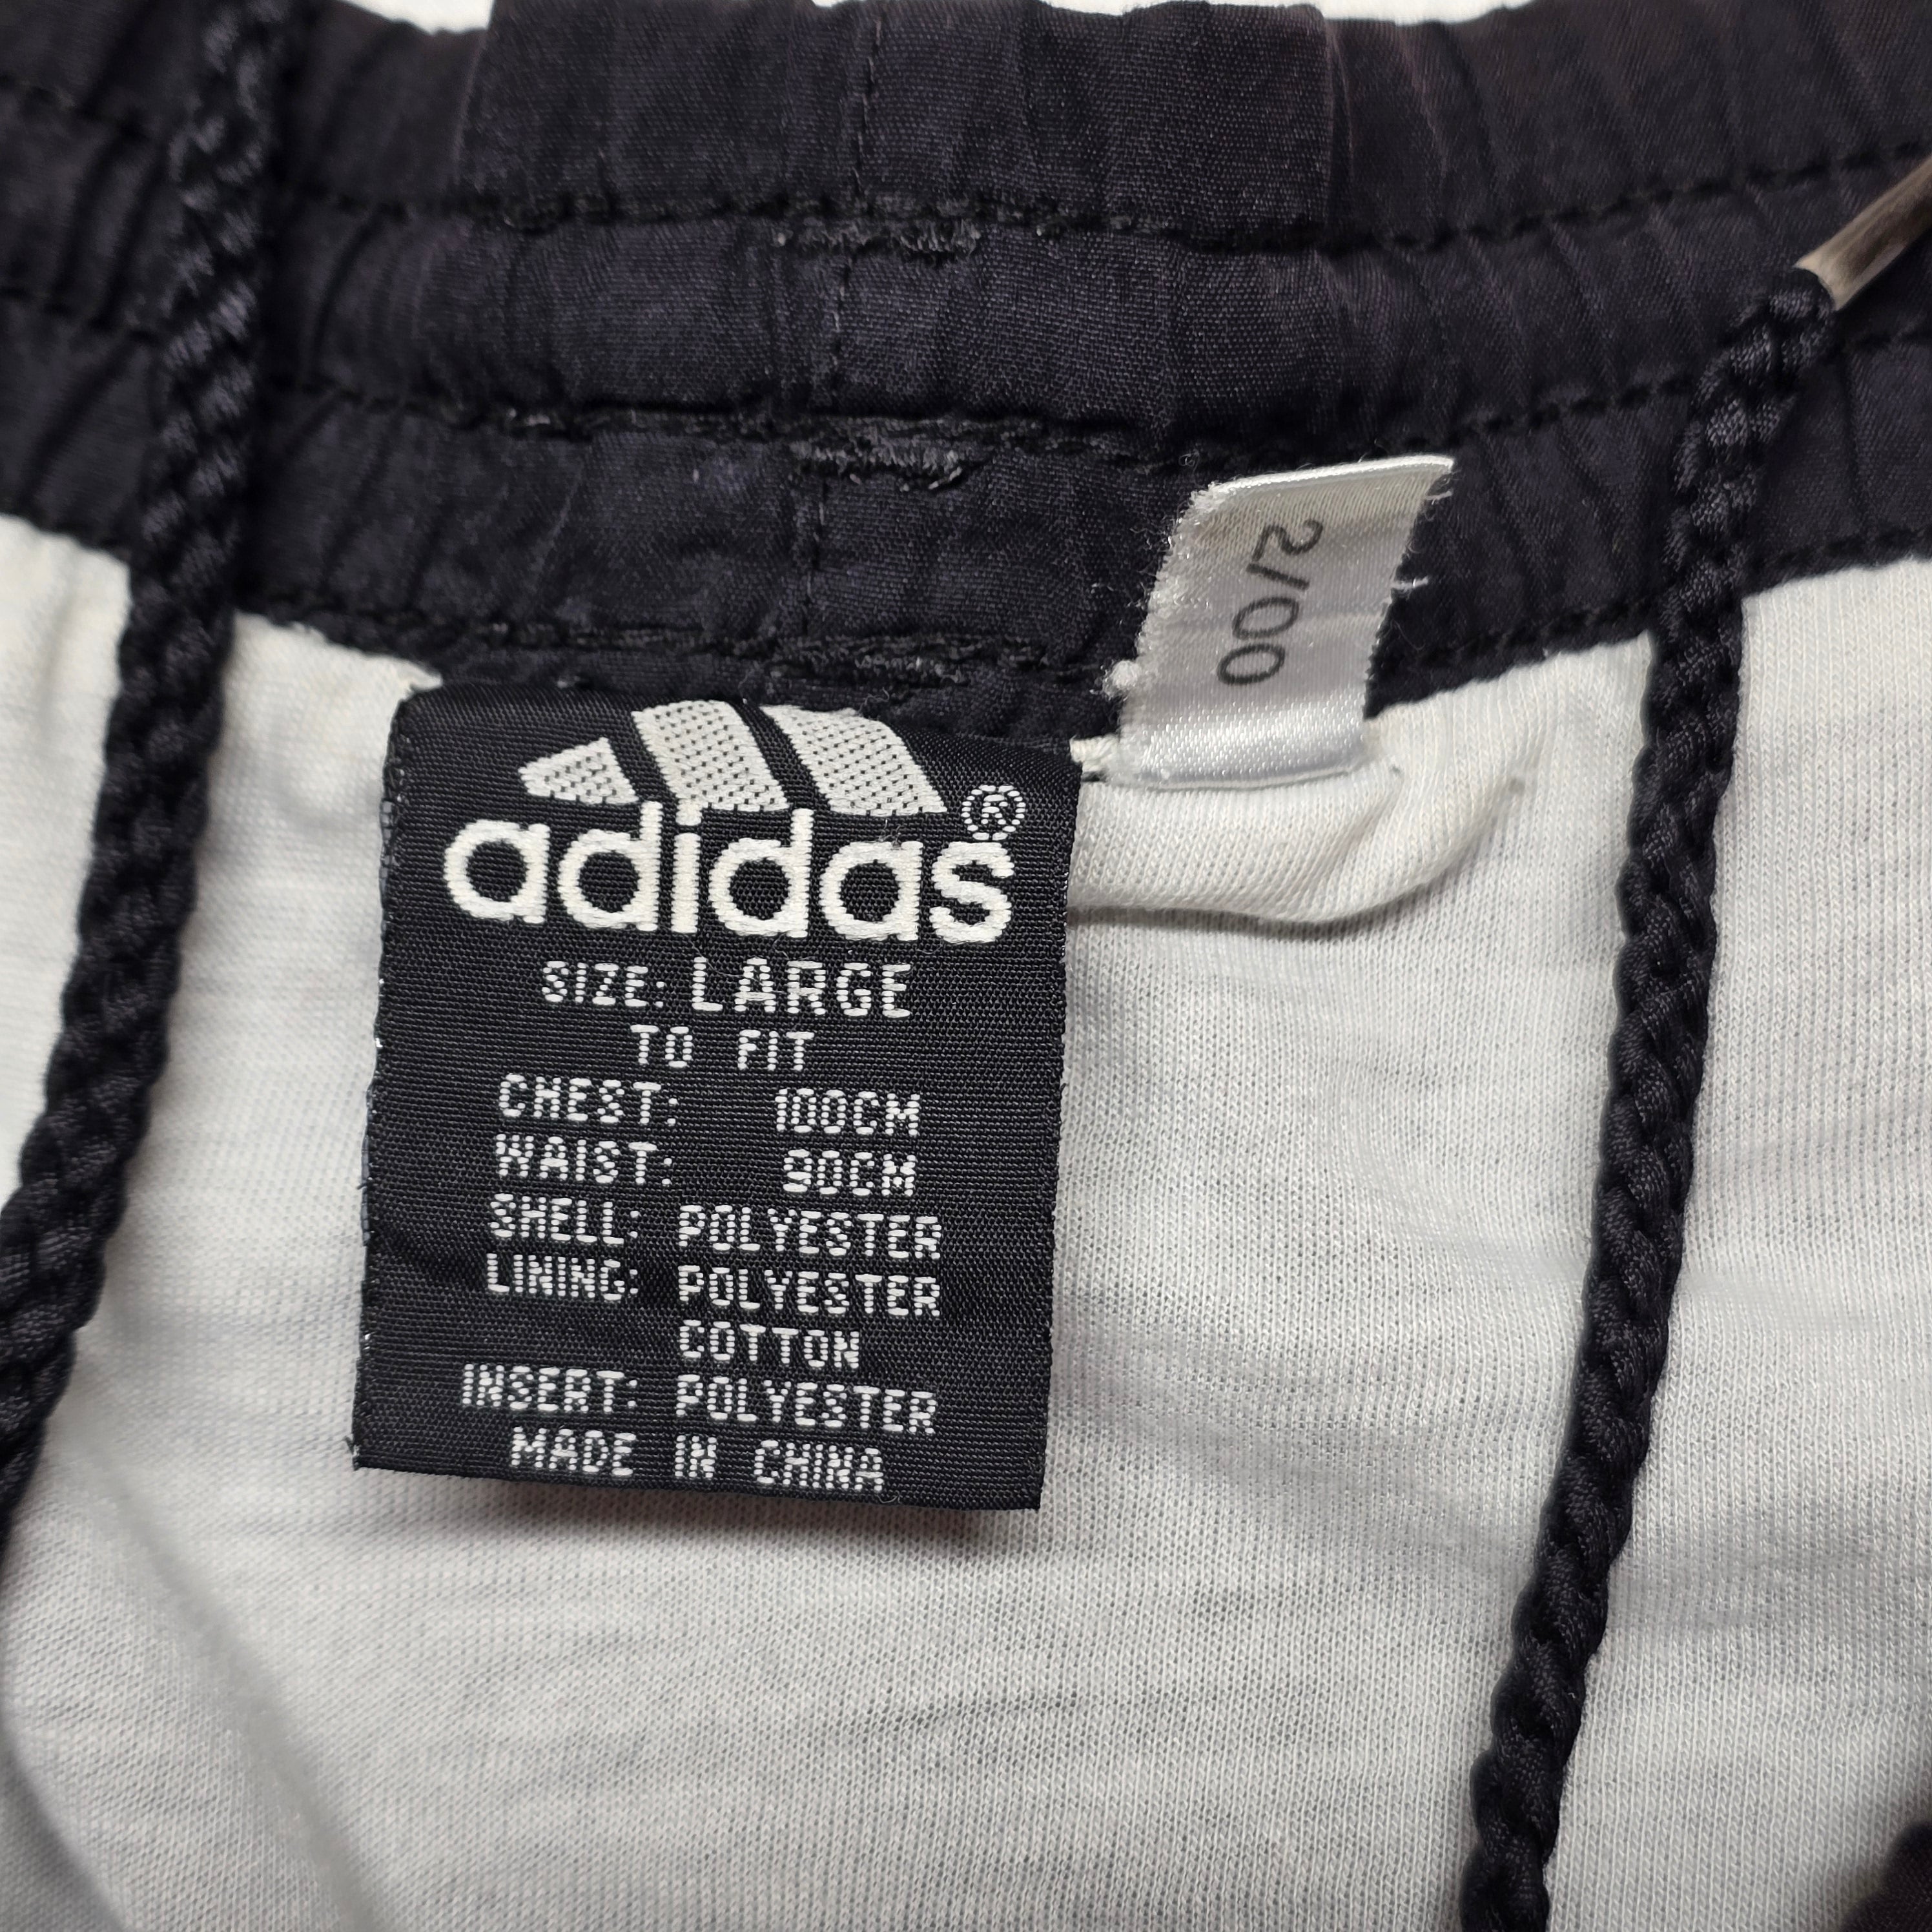 2/00
adidas®
SIZE: LARGE
TO FIT
CHEST: 100CM
WAIST: 90CM
SHELL: POLYESTER
LINING: POLYESTER
COTTON
INSERT: POLYESTER
MADE IN CHINA